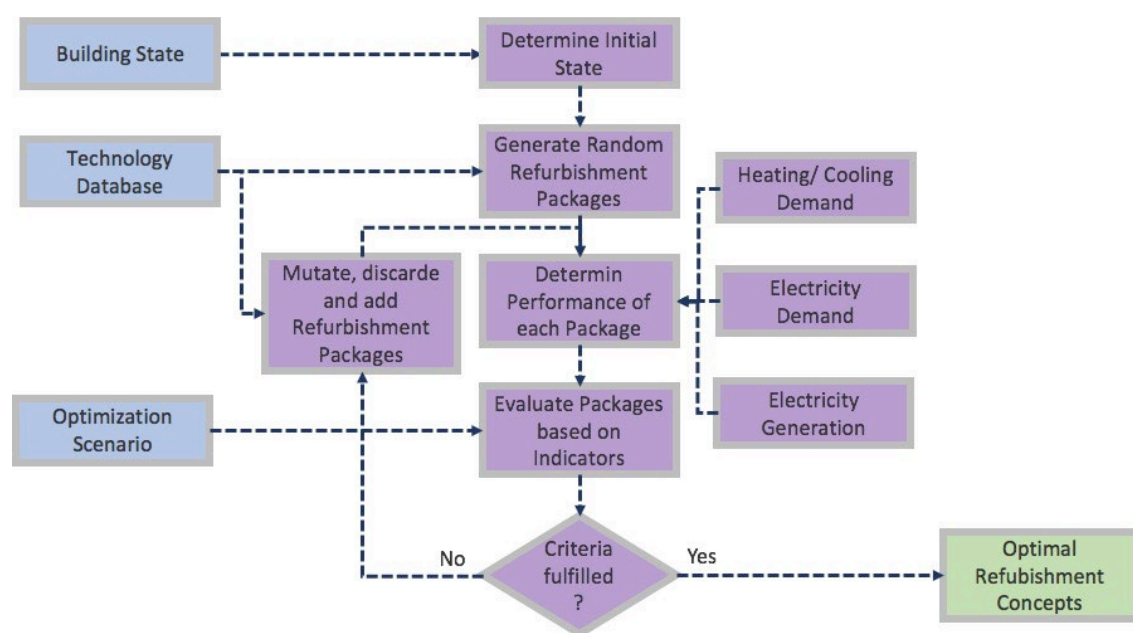 Building State
Determine Initial
State
Technology
Database
Generate Random
Refurbishment
Packages
Heating/ Cooling
Demand
Mutate, discarde
and add
Refurbishment
Packages
Determin
Performance of
each Package
Electricity
Demand
Optimization
Scenario
Evaluate Packages
based on
Indicators
Electricity
Generation
No
Criteria
fulfilled
?
Yes
Optimal
Refubishment
Concepts